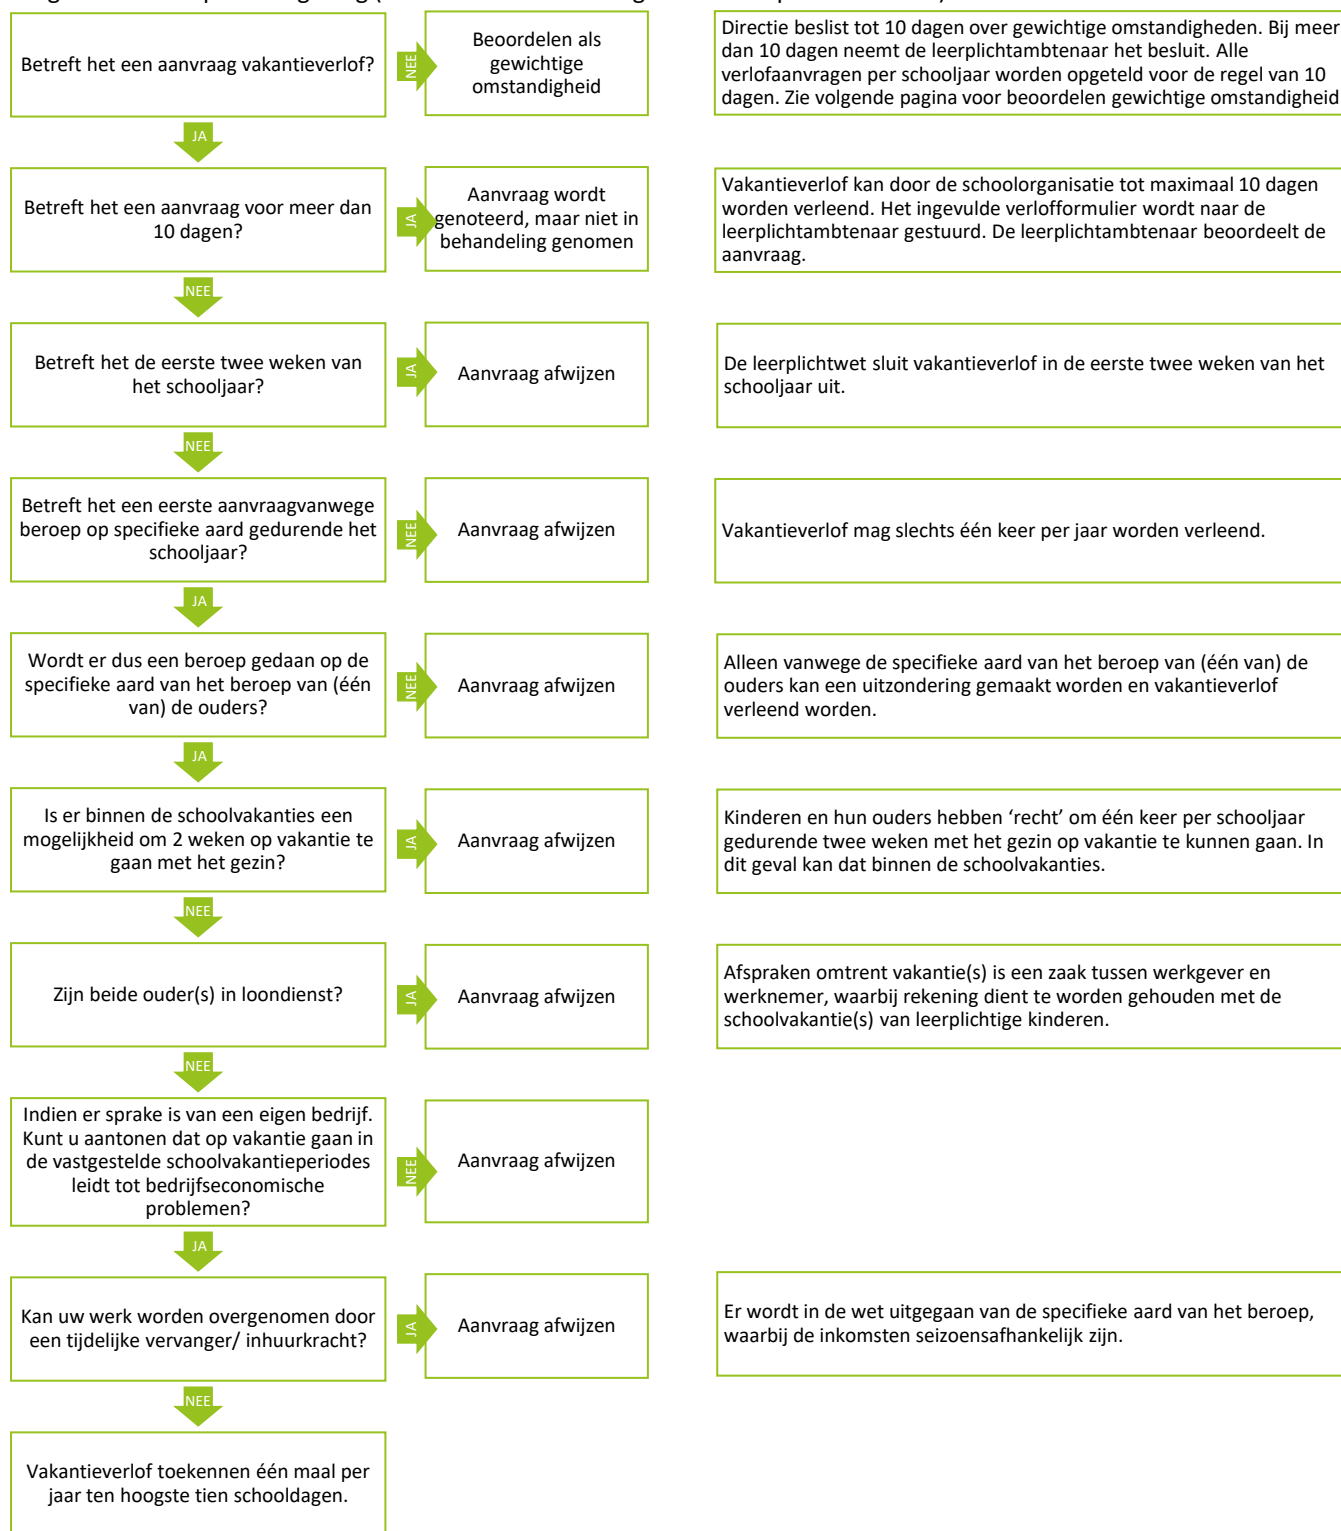 Betreft het een aanvraag vakantieverlof?
NEE
Beoordelen als
gewichtige
omstandigheid
Directie beslist tot 10 dagen over gewichtige omstandigheden. Bij meer
dan 10 dagen neemt de leerplichtambtenaar het besluit. Alle
verlofaanvragen per schooljaar worden opgeteld voor de regel van 10
dagen. Zie volgende pagina voor beoordelen gewichtige omstandigheid
JA
Betreft het een aanvraag voor meer dan
10 dagen?
JA
Aanvraag wordt
genoteerd, maar niet in
behandeling genomen
Vakantieverlof kan door de schoolorganisatie tot maximaal 10 dagen
worden verleend. Het ingevulde verlofformulier wordt naar de
leerplichtambtenaar gestuurd. De leerplichtambtenaar beoordeelt de
aanvraag.
NEE
Betreft het de eerste twee weken van
het schooljaar?
JA
Aanvraag afwijzen
De leerplichtwet sluit vakantieverlof in de eerste twee weken van het
schooljaar uit.
NEE
Betreft het een eerste aanvraagvanwege
beroep op specifieke aard gedurende het
schooljaar?
NEE
Aanvraag afwijzen
Vakantieverlof mag slechts één keer per jaar worden verleend.
JA
Wordt er dus een beroep gedaan op de
specifieke aard van het beroep van (één
van) de ouders?
NEE
Aanvraag afwijzen
Alleen vanwege de specifieke aard van het beroep van (één van) de
ouders kan een uitzondering gemaakt worden en vakantieverlof
verleend worden.
JA
Is er binnen de schoolvakanties een
mogelijkheid om 2 weken op vakantie te
gaan met het gezin?
JA
Aanvraag afwijzen
Kinderen en hun ouders hebben ‘recht’ om één keer per schooljaar
gedurende twee weken met het gezin op vakantie te kunnen gaan. In
dit geval kan dat binnen de schoolvakanties.
NEE
Zijn beide ouder(s) in loondienst?
JA
Aanvraag afwijzen
Afspraken omtrent vakantie(s) is een zaak tussen werkgever en
werknemer, waarbij rekening dient te worden gehouden met de
schoolvakantie(s) van leerplichtige kinderen.
NEE
Indien er sprake is van een eigen bedrijf.
Kunt u aantonen dat op vakantie gaan in
de vastgestelde schoolvakantieperiodes
leidt tot bedrijfseconomische
problemen?
NEE
Aanvraag afwijzen
JA
Kan uw werk worden overgenomen door
een tijdelijke vervanger/ inhuurkracht?
JA
Aanvraag afwijzen
Er wordt in de wet uitgegaan van de specifieke aard van het beroep,
waarbij de inkomsten seizoensafhankelijk zijn.
NEE
Vakantieverlof toekennen één maal per
jaar ten hoogste tien schooldagen.